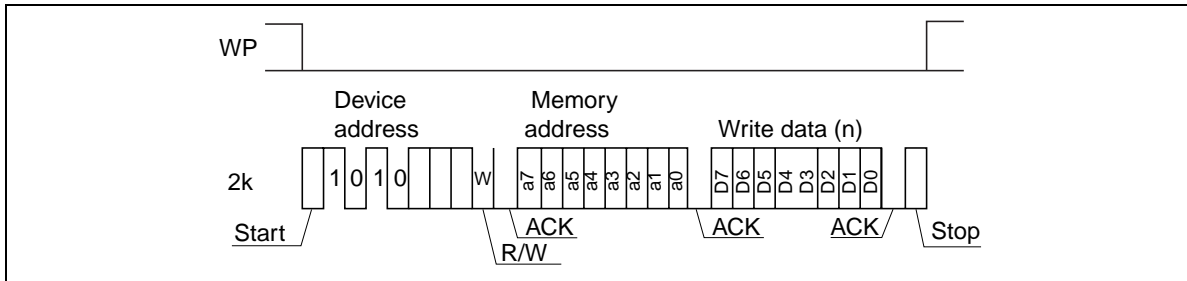 WP
Device Memory
address address Write data (n)
2k 1 0 1 0 W a7 a6 a5 a4 a3 a2 a1 a0 D7 D6 D5 D4 D3 D2 D1 D0
Start ACK ACK ACK Stop
R/W